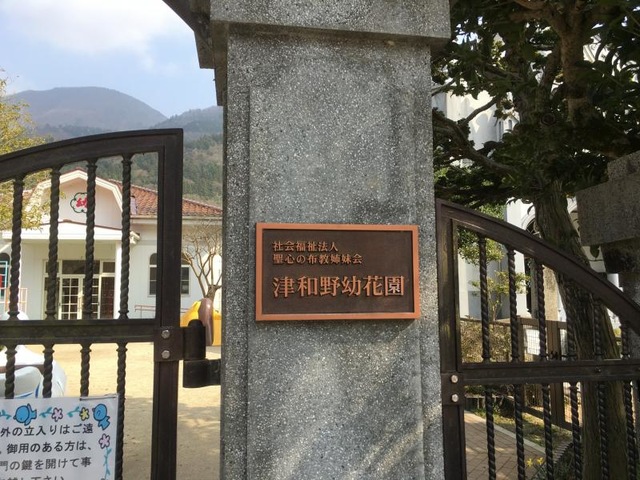 社会福祉法人
聖心の布教姉妹会
津和野幼花園
外の立入りはご遠
御用のある方は、
門の鍵を開けて事